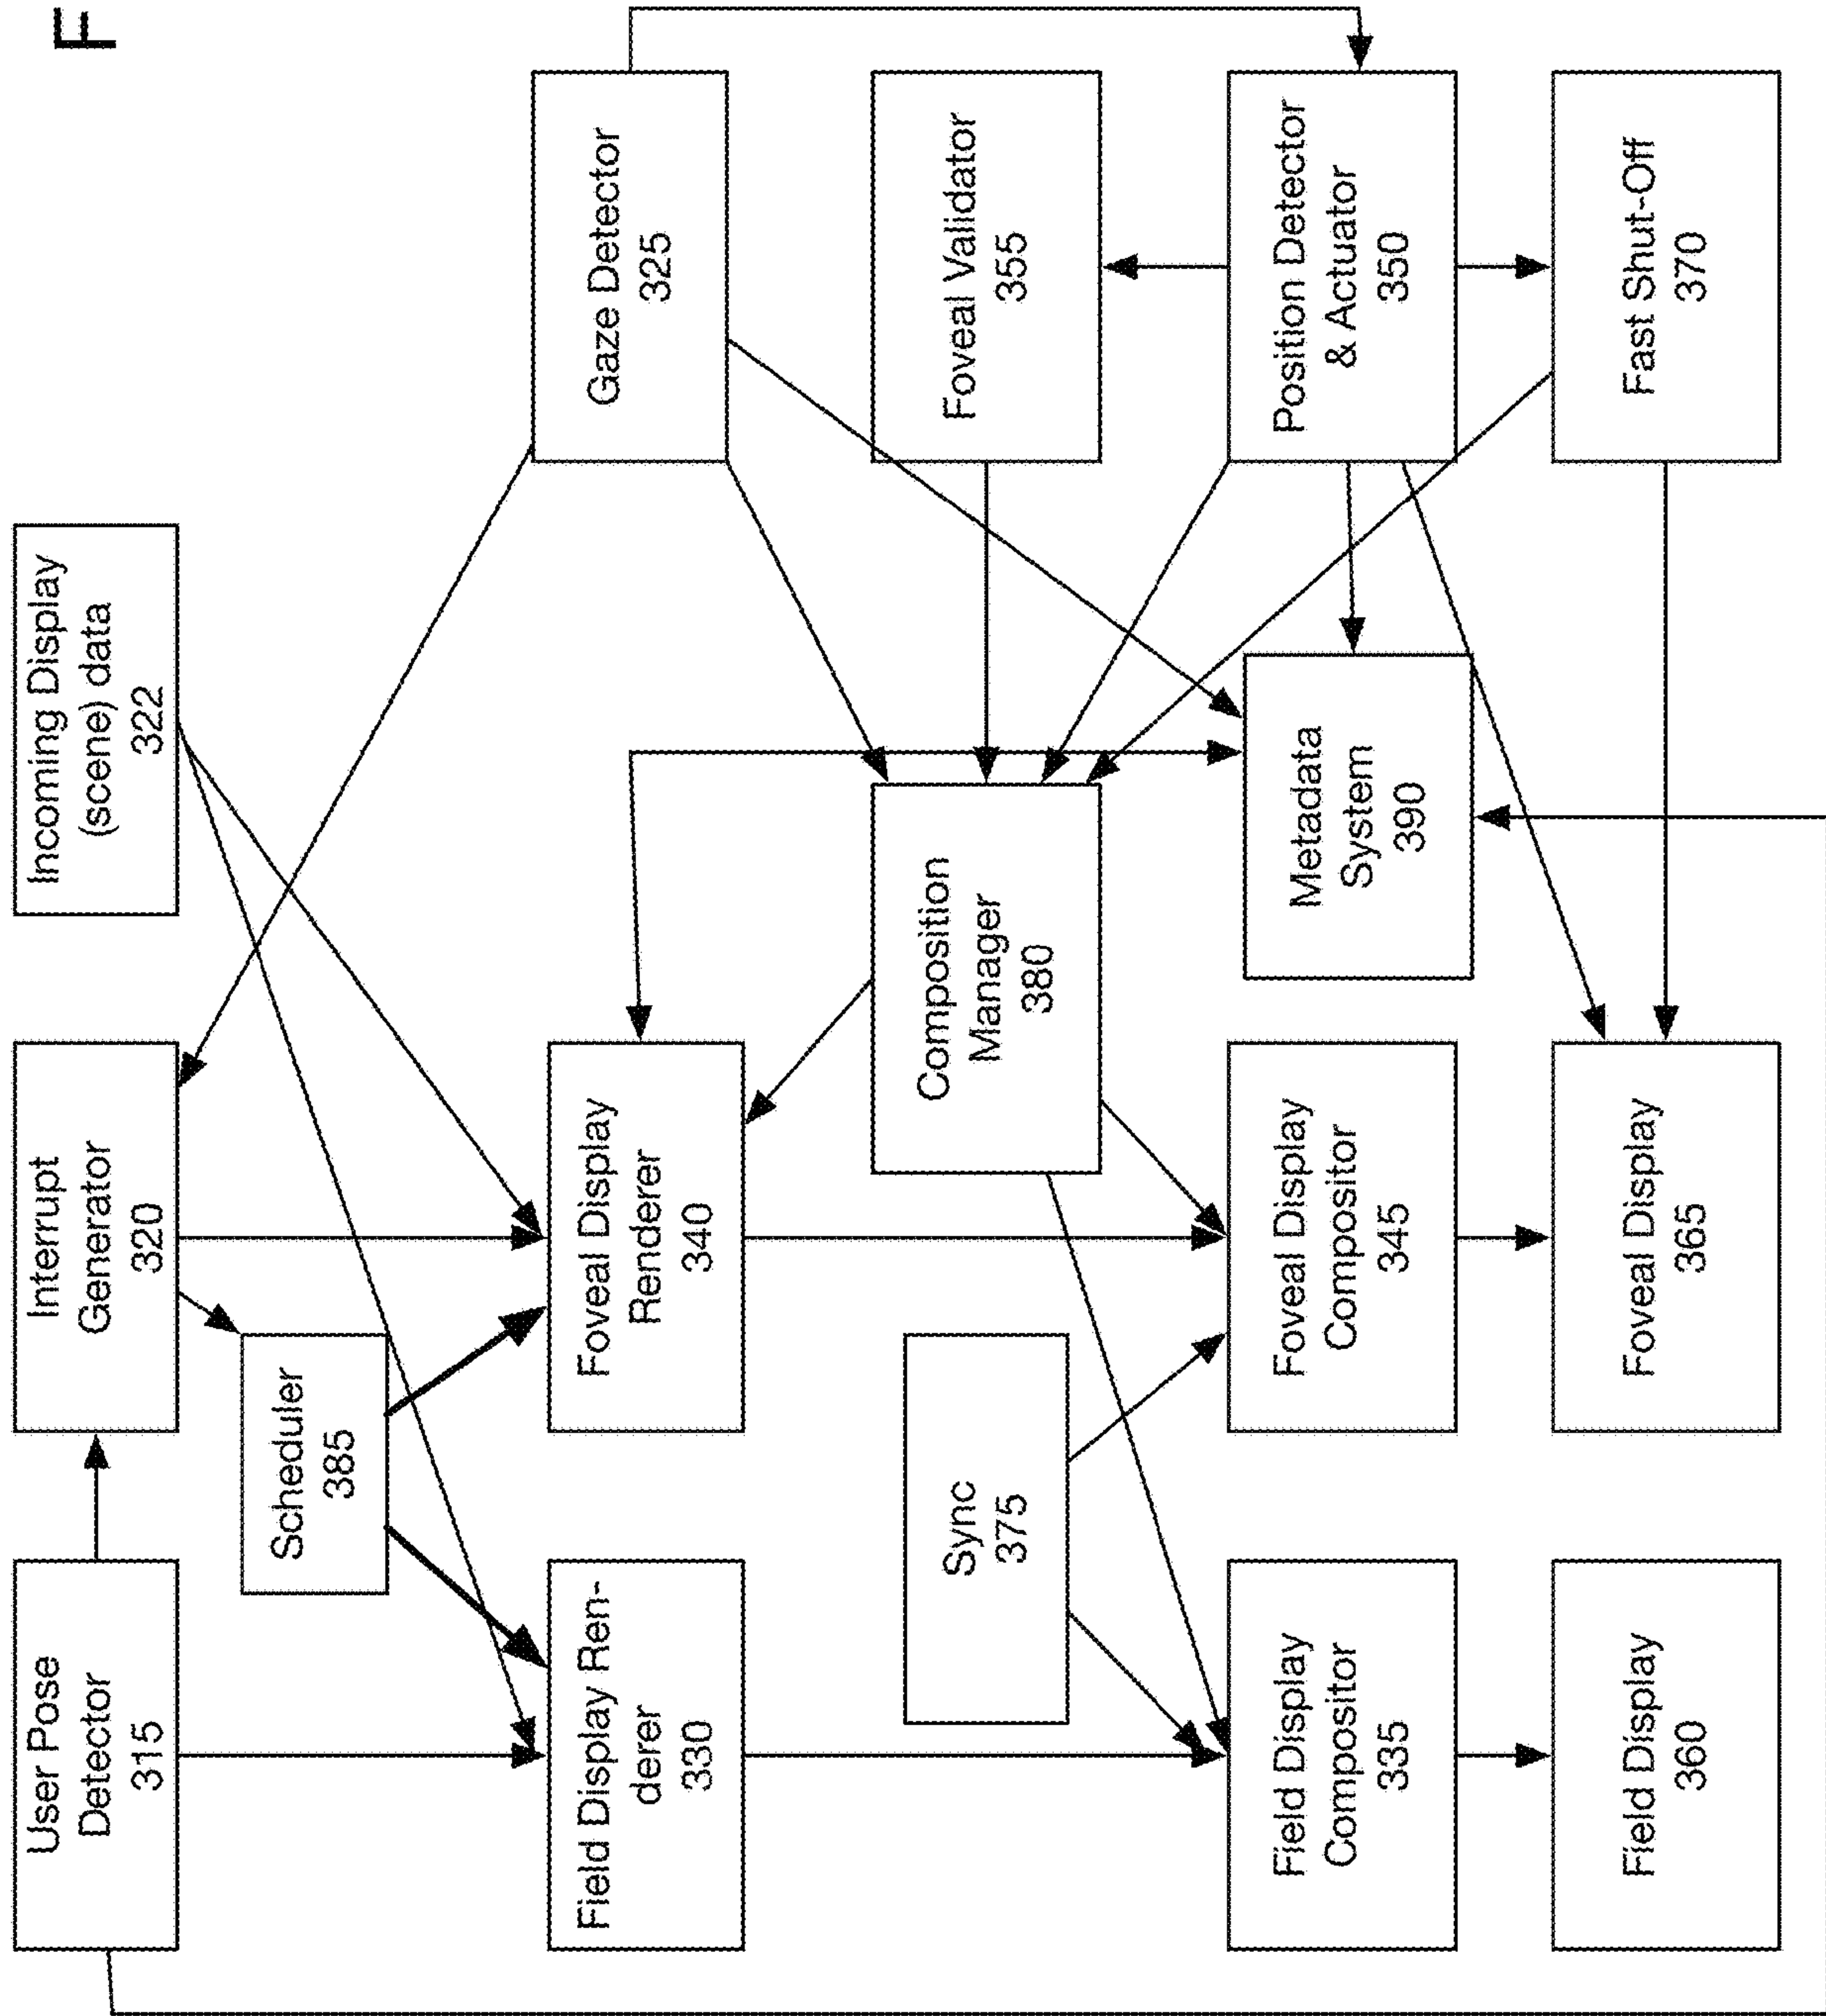 F
User Pose
Detector
315
Interrupt
Generator
320
Incoming Display
(scene) data
322
Scheduler
385
Gaze Detector
325
Field Display Ren-
derer
330
Foveal Display
Renderer
340
Foveal Validator
355
Sync
375
Composition
Manager
380
Position Detector
& Actuator
350
Field Display
Compositor
335
Foveal Display
Compositor
345
Metadata
System
390
Fast Shut-Off
370
Field Display
360
Foveal Display
365